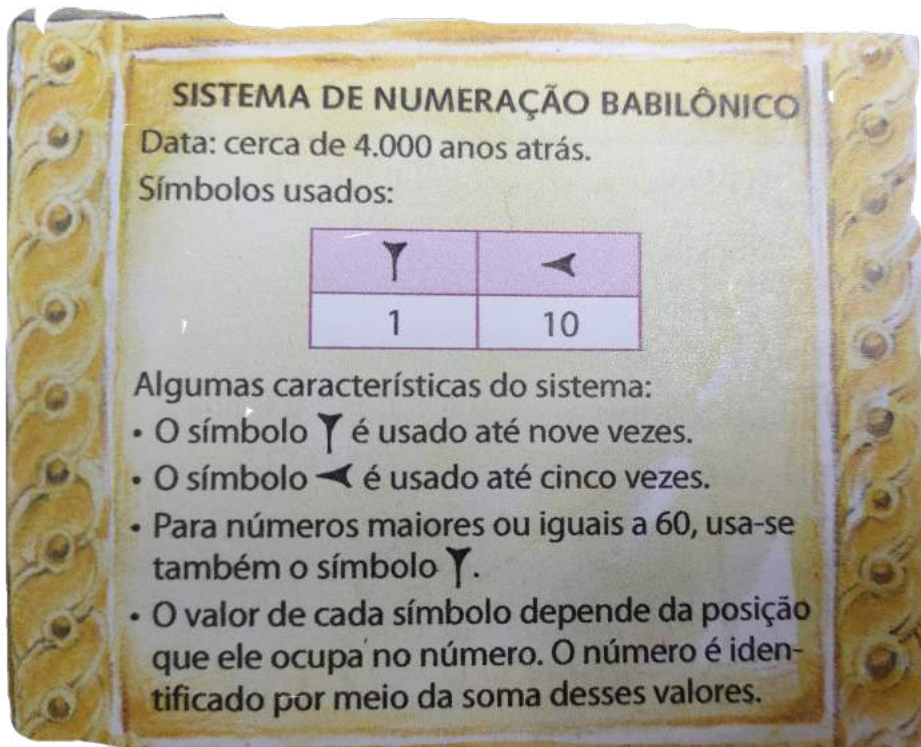 SISTEMA DE NUMERAÇÃO BABILÔNICO
Data: cerca de 4.000 anos atrás.
Símbolos usados:
𒁹 𒌋
1 10
Algumas características do sistema:
• O símbolo 𒁹 é usado até nove vezes.
• O símbolo 𒌋 é usado até cinco vezes.
• Para números maiores ou iguais a 60, usa-se
também o símbolo 𒁹.
• O valor de cada símbolo depende da posição
que ele ocupa no número. O número é iden-
tificado por meio da soma desses valores.